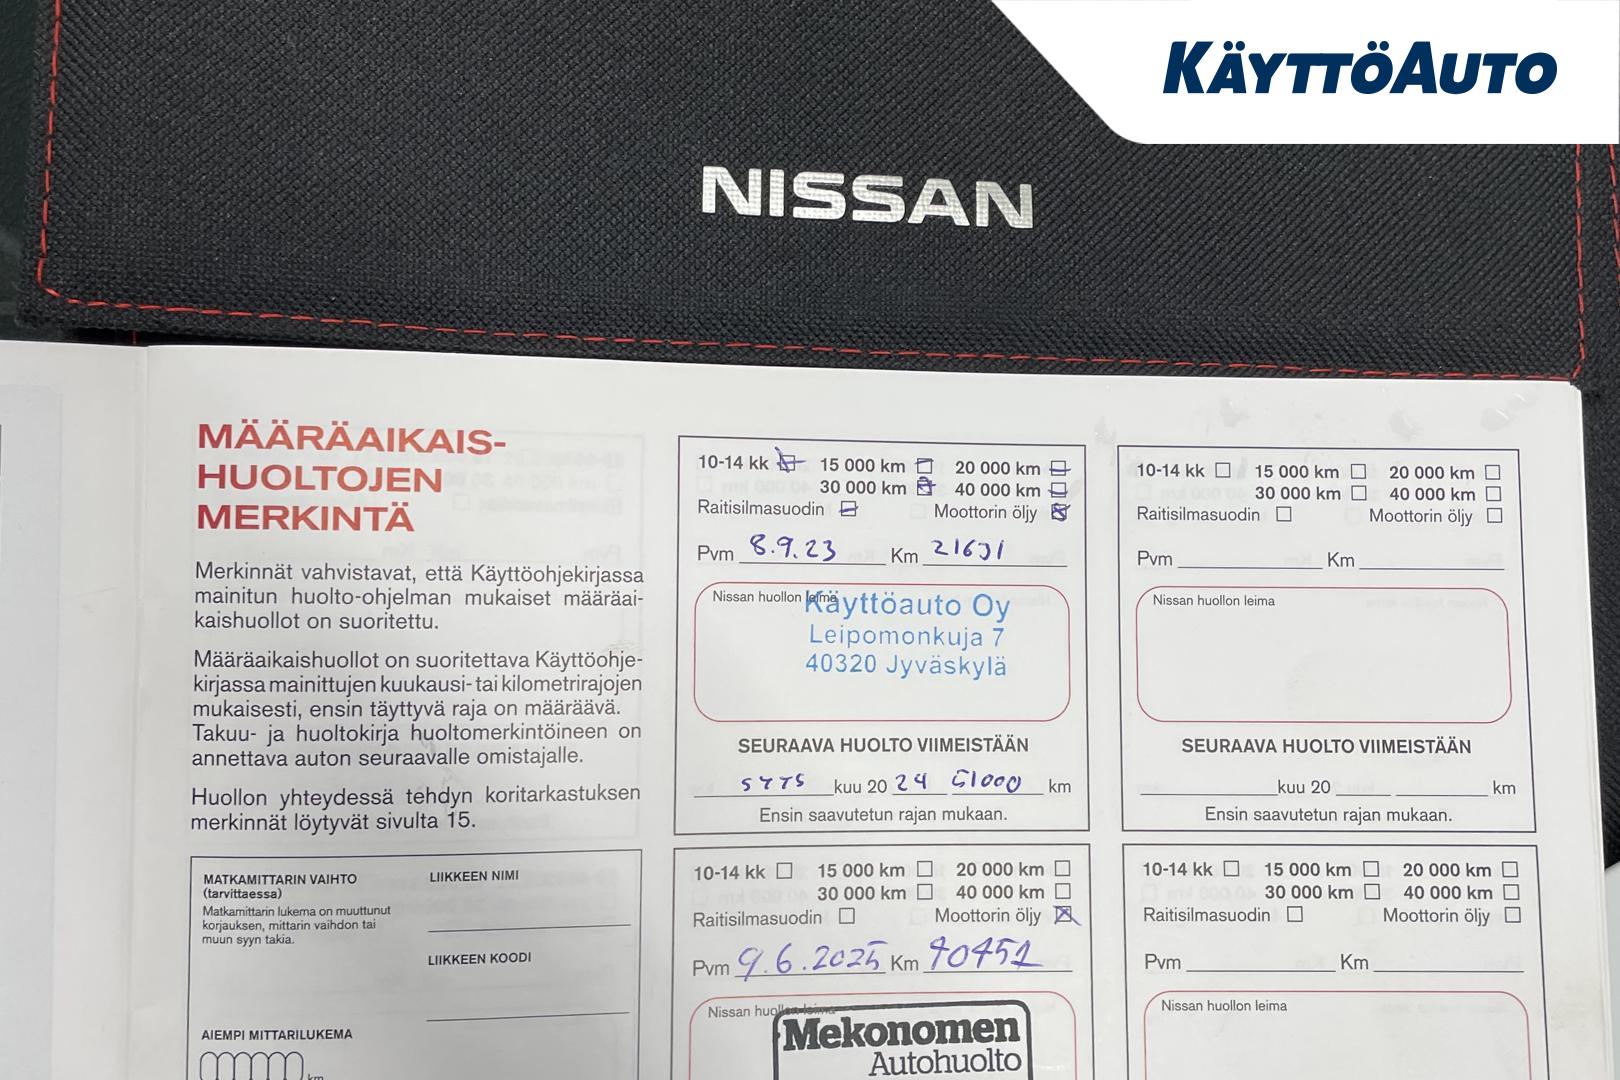 KÄYTTÖAUTO
NISSAN
MÄÄRÄAIKAIS-
HUOLTOJEN
MERKINTÄ
Merkinnät vahvistavat, että Käyttöohjekirjassa
mainitun huolto-ohjelman mukaiset määräai-
kaishuollot on suoritettu.
Määräaikaishuollot on suoritettava Käyttöohje-
kirjassa mainittujen kuukausi- tai kilometrirajojen
mukaisesti, ensin täyttyvä raja on määräävä.
Takuu- ja huoltokirja huoltomerkintöineen on
annettava auton seuraavalle omistajalle.
Huollon yhteydessä tehdyn koritarkastuksen
merkinnät löytyvät sivulta 15.
MATKAMITTARIN VAIHTO
(tarvittaessa)
Matkamittarin lukema on muuttunut
korjauksen, mittarin vaihdon tai
muun syyn takia.
AIEMPI MITTARILUKEMA
km
LIIKKEEN NIMI
LIIKKEEN KOODI
10-14 kk 15 000 km 20 000 km
30 000 km 40 000 km
Raitisilmasuodin Moottorin öljy
Pvm 8.9.23 Km
Nissan huollon leima
Käyttöauto Oy
Leipomonkuja 7
40320 Jyväskylä
SEURAAVA HUOLTO VIIMEISTÄÄN
SYYS kuu 20 24 51000 km
Ensin saavutetun rajan mukaan.
10-14 kk 15 000 km 20 000 km
30 000 km 40 000 km
Raitisilmasuodin Moottorin öljy
Pvm 9.6.2025 Km 40451
Nissan huollon leima
Mekonomen
Autohuolto
10-14 kk 15 000 km 20 000 km
30 000 km 40 000 km
Raitisilmasuodin Moottorin öljy
Pvm Km
Nissan huollon leima
SEURAAVA HUOLTO VIIMEISTÄÄN
kuu 20 km
Ensin saavutetun rajan mukaan.
10-14 kk 15 000 km 20 000 km
30 000 km 40 000 km
Raitisilmasuodin Moottorin öljy
Pvm Km
Nissan huollon leima